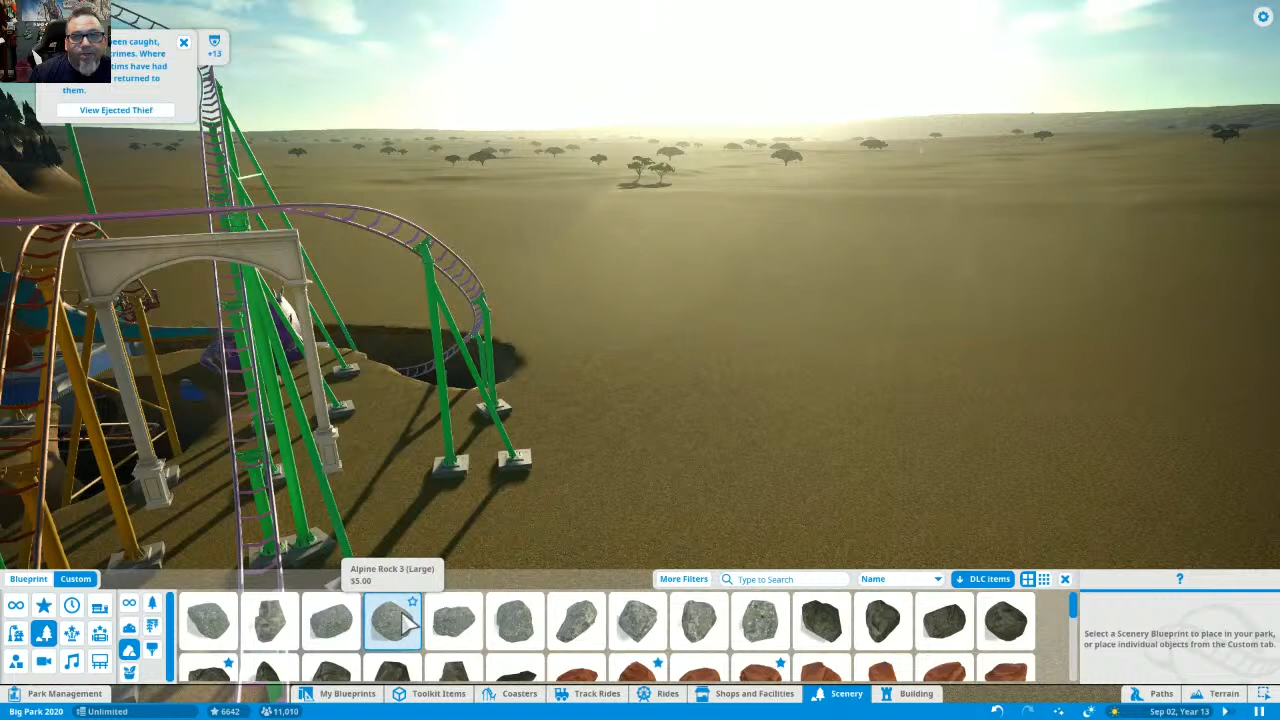 een caught,
rimes. Where
tims have had
returned to
them.
View Ejected Thief
+13
Alpine Rock 3 (Large)
$5.00
Blueprint
Custom
More Filters
Type to Search
Name
DLC items
?
Select a Scenery Blueprint to place in your park,
or place individual objects from the Custom tab.
Park Management
My Blueprints
Toolkit Items
Coasters
Track Rides
Rides
Shops and Facilities
Scenery
Building
Paths
Terrain
Big Park 2020
Unlimited
6642
11,010
Sep 02, Year 13